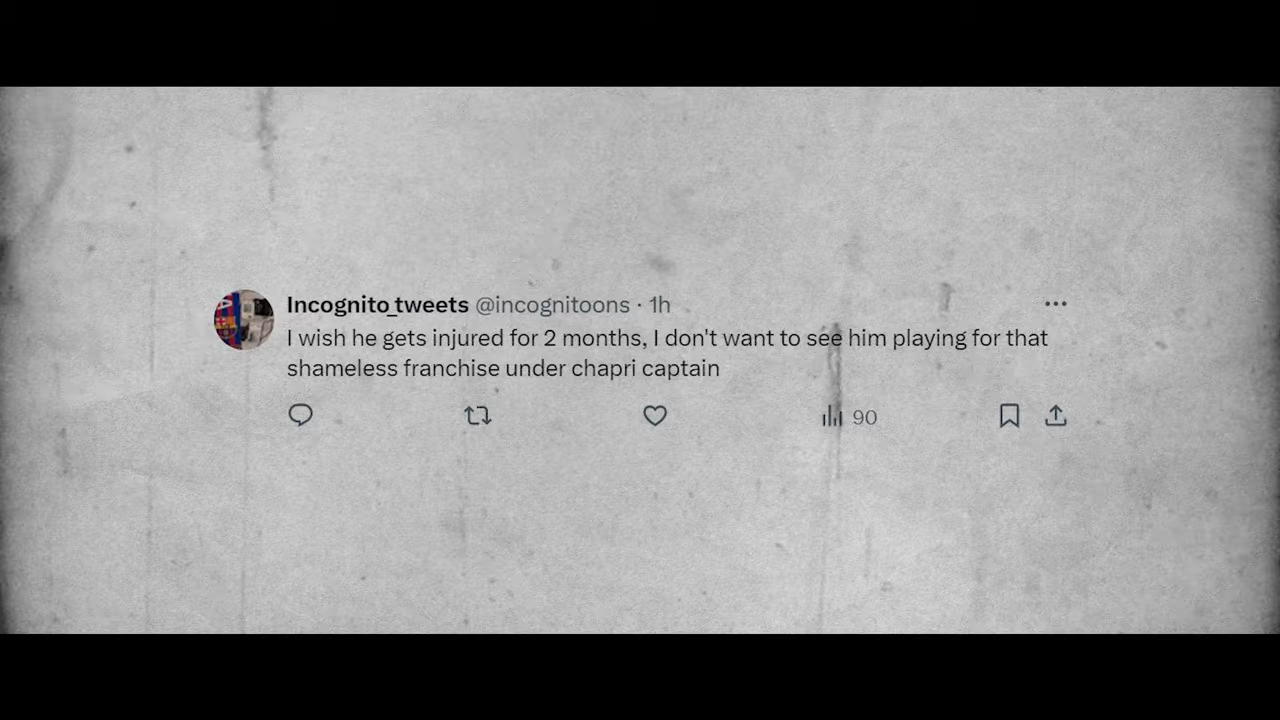 Incognito_tweets @incognitoons · 1h
I wish he gets injured for 2 months, I don't want to see him playing for that
shameless franchise under chapri captain
90